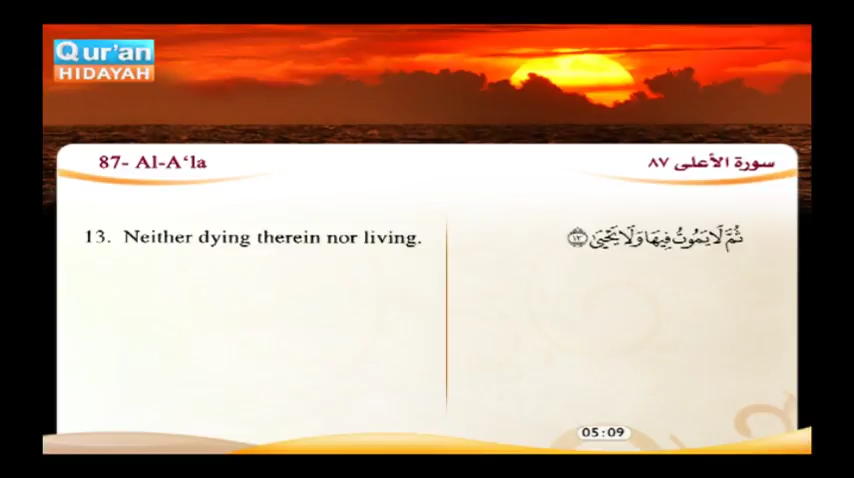 Qur'an
HIDAYAH
87- Al-A‘la
سورة الأعلى ٨٧
13. Neither dying therein nor living.
ثُمَّ لَا يَمُوتُ فِيهَا وَلَا يَحْيَىٰ ١٣
05:09